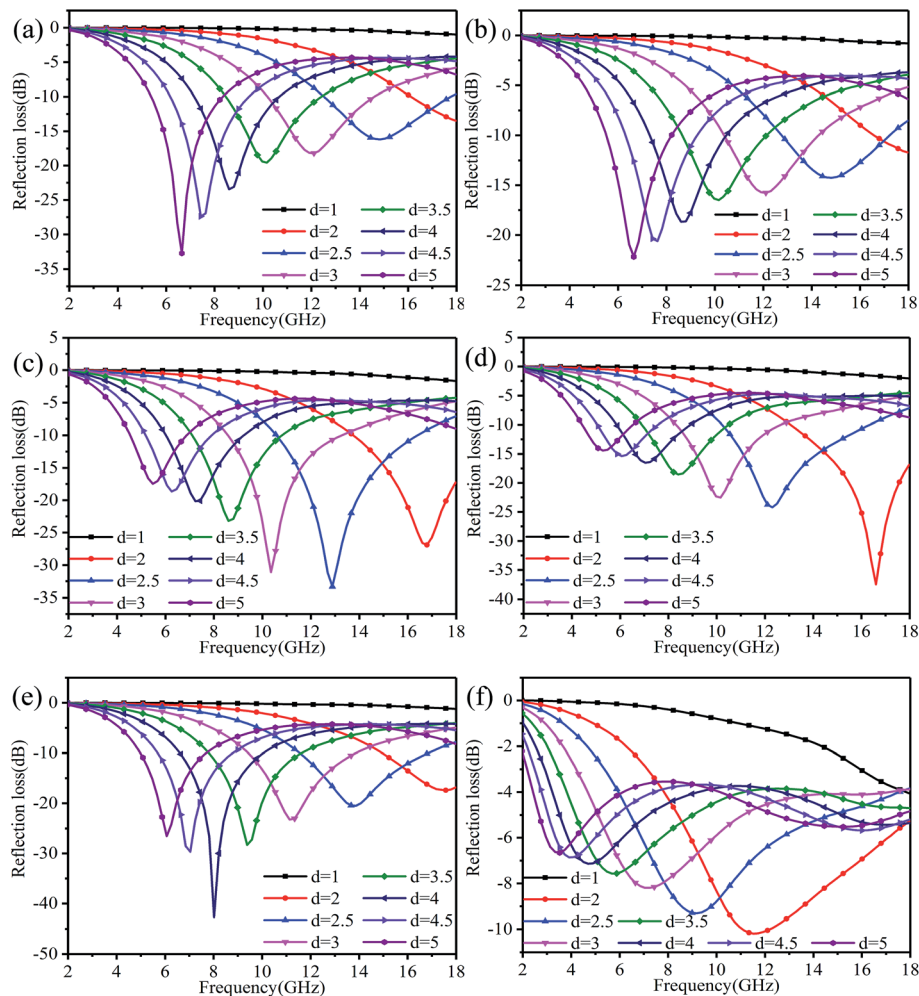 (a)
Reflection loss(dB)
0
-5
-10
-15
-20
-25
-30
-35
d=1 d=3.5
d=2 d=4
d=2.5 d=4.5
d=3 d=5
2 4 6 8 10 12 14 16 18
Frequency(GHz)
(b)
Reflection loss(dB)
0
-5
-10
-15
-20
-25
d=1 d=3.5
d=2 d=4
d=2.5 d=4.5
d=3 d=5
2 4 6 8 10 12 14 16 18
Frequency(GHz)
(c)
Reflection loss(dB)
5
0
-5
-10
-15
-20
-25
-30
-35
d=1 d=3.5
d=2 d=4
d=2.5 d=4.5
d=3 d=5
2 4 6 8 10 12 14 16 18
Frequency(GHz)
(d)
Reflection loss(dB)
5
0
-5
-10
-15
-20
-25
-30
-35
-40
d=1 d=3.5
d=2 d=4
d=2.5 d=4.5
d=3 d=5
2 4 6 8 10 12 14 16 18
Frequency(GHz)
(e)
Reflection loss(dB)
0
-10
-20
-30
-40
-50
d=1 d=3.5
d=2 d=4
d=2.5 d=4.5
d=3 d=5
2 4 6 8 10 12 14 16 18
Frequency(GHz)
(f)
Reflection loss(dB)
0
-2
-4
-6
-8
-10
d=1
d=2
d=2.5 d=3.5
d=3 d=4 d=4.5 d=5
2 4 6 8 10 12 14 16 18
Frequency(GHz)